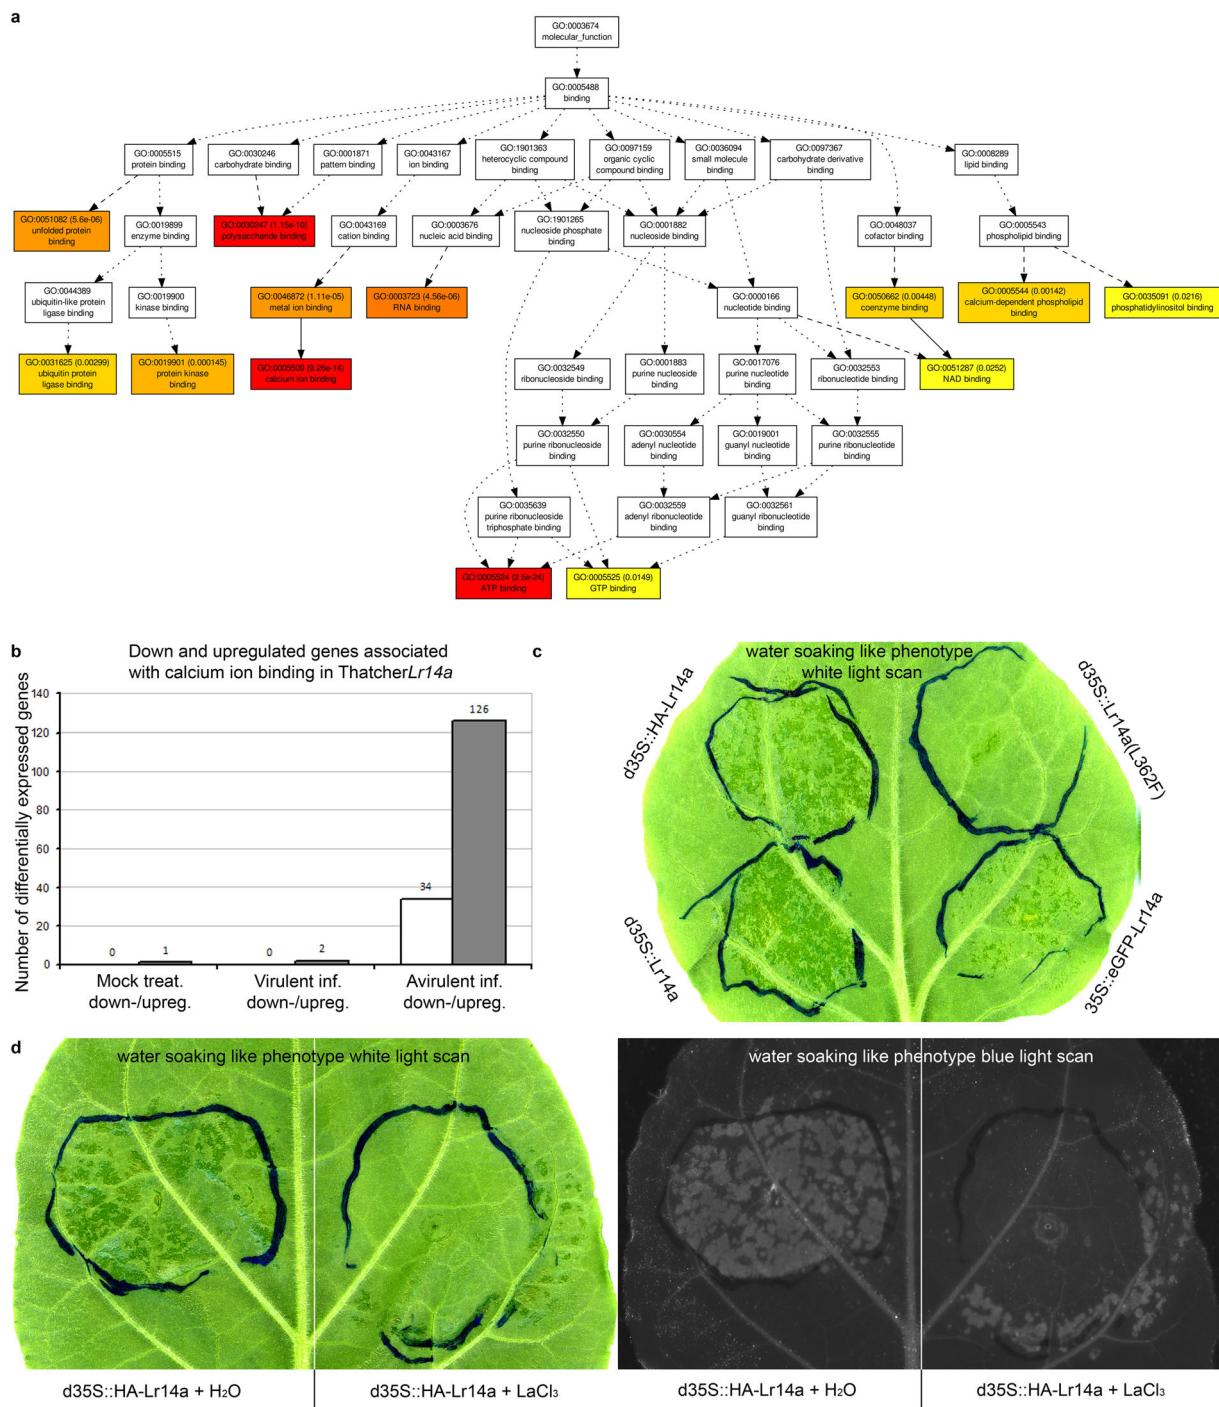 a
GO:0003674
molecular_function
GO:0005488
binding
GO:0005515
protein binding
GO:0030246
carbohydrate binding
GO:0001871
pattern binding
GO:0043167
ion binding
GO:1901363
heterocyclic compound
binding
GO:0097159
organic cyclic
compound binding
GO:0036094
small molecule
binding
GO:0097367
carbohydrate derivative
binding
GO:0008289
lipid binding
GO:0051082 (5.6e-06)
unfolded protein
binding
GO:0019899
enzyme binding
GO:0030247 (1.15e-10)
polysaccharide binding
GO:0043169
cation binding
GO:0003676
nucleic acid binding
GO:1901265
nucleoside phosphate
binding
GO:0001882
nucleoside binding
GO:0048037
cofactor binding
GO:0005543
phospholipid binding
GO:0044389
ubiquitin-like protein
ligase binding
GO:0019900
kinase binding
GO:0046872 (1.11e-05)
metal ion binding
GO:0003723 (4.56e-06)
RNA binding
GO:0000166
nucleotide binding
GO:0050662 (0.00448)
coenzyme binding
GO:0005544 (0.00142)
calcium-dependent phospholipid
binding
GO:0035091 (0.0216)
phosphatidylinositol binding
GO:0031625 (0.00299)
ubiquitin protein
ligase binding
GO:0019901 (0.000145)
protein kinase
binding
GO:0005509 (9.26e-14)
calcium ion binding
GO:0032549
ribonucleoside binding
GO:0001883
purine nucleoside
binding
GO:0017076
purine nucleotide
binding
GO:0032553
ribonucleotide binding
GO:0051287 (0.0252)
NAD binding
GO:0032550
purine ribonucleoside
binding
GO:0030554
adenyl nucleotide
binding
GO:0019001
guanyl nucleotide
binding
GO:0032555
purine ribonucleotide
binding
GO:0035639
purine ribonucleoside
triphosphate binding
GO:0032559
adenyl ribonucleotide
binding
GO:0032561
guanyl ribonucleotide
binding
GO:0005524 (2.5e-24)
ATP binding
GO:0005525 (0.0149)
GTP binding
b
Down and upregulated genes associated
with calcium ion binding in ThatcherLr14a
Number of differentially expressed genes
140
120
100
80
60
40
20
0
0
1
0
2
34
126
Mock treat.
down-/upreg.
Virulent inf.
down-/upreg.
Avirulent inf.
down-/upreg.
c
water soaking like phenotype
white light scan
d35S::HA-Lr14a
d35S::Lr14a(L362F)
d35S::Lr14a
35S::eGFP-Lr14a
d
water soaking like phenotype white light scan
water soaking like phenotype blue light scan
d35S::HA-Lr14a + H₂O
d35S::HA-Lr14a + LaCl₃
d35S::HA-Lr14a + H₂O
d35S::HA-Lr14a + LaCl₃